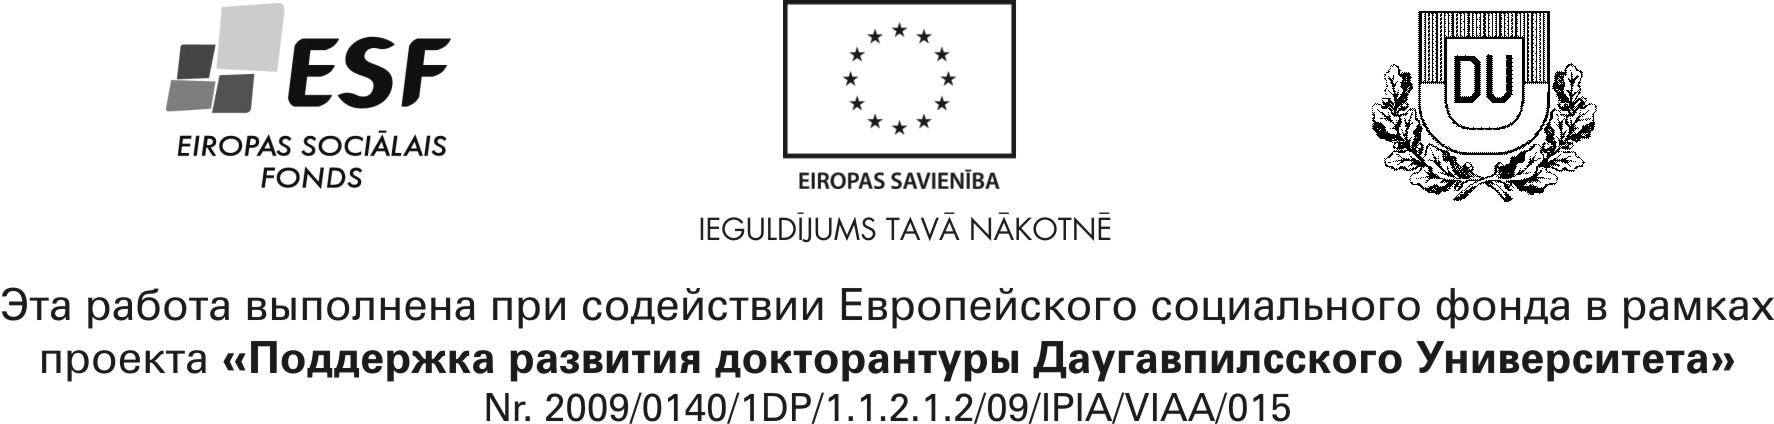 ESF
EIROPAS SOCIĀLAIS
FONDS
EIROPAS SAVIENĪBA
IEGULDĪJUMS TAVĀ NĀKOTNĒ
DU
Эта работа выполнена при содействии Европейского социального фонда в рамках
проекта «Поддержка развития докторантуры Даугавпилсского Университета»
Nr. 2009/0140/1DP/1.1.2.1.2/09/IPIA/VIAA/015